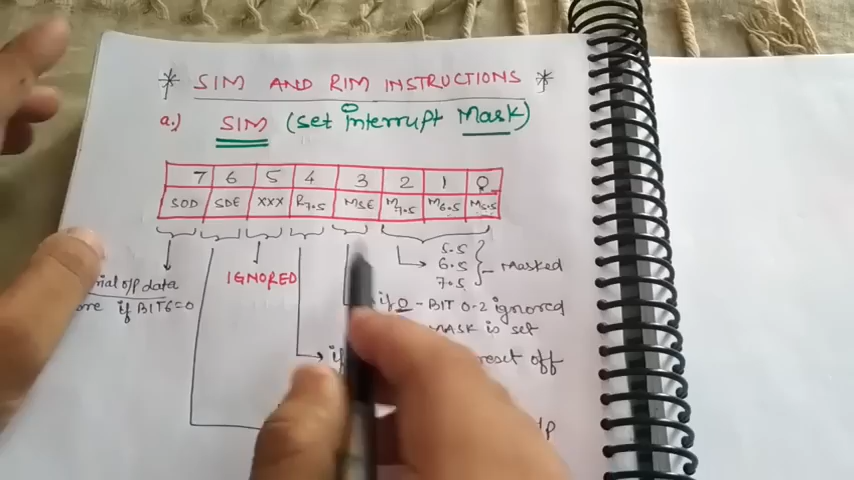 * SIM AND RIM INSTRUCTIONS *
a.) SIM (set interrupt Mask)
7 6 5 4 3 2 1 0
SOD SDE XXX R7.5 MSE M7.5 M6.5 M5.5
5.5
6.5 Masked
7.5
IGNORED
o/p data
if BIT6=0
if 0 - BIT 0-2 ignored
MASK is set
if reset off